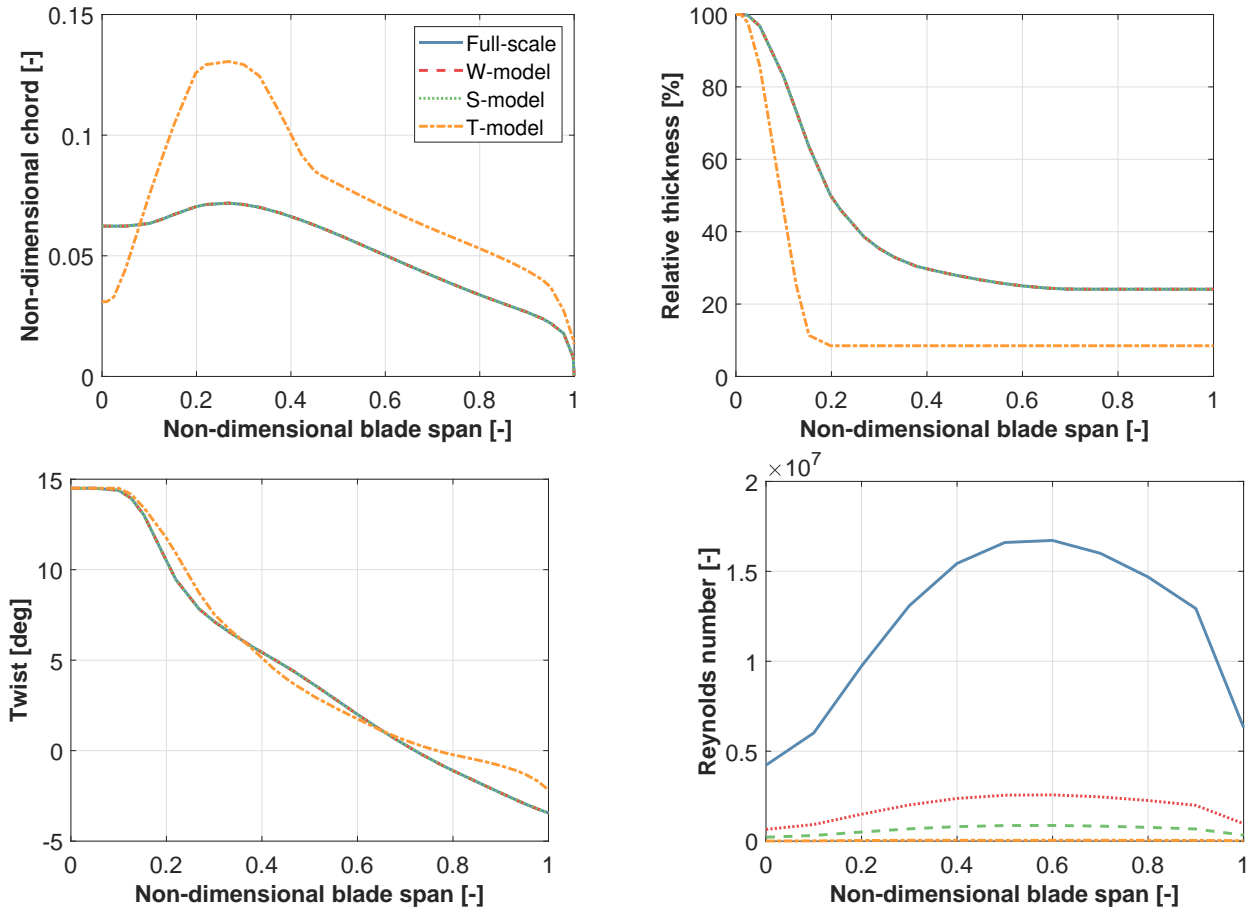 0.15
0.1
0.05
0
Non-dimensional chord [-]
Full-scale
W-model
S-model
T-model
0 0.2 0.4 0.6 0.8 1
Non-dimensional blade span [-]
100
80
60
40
20
0
Relative thickness [%]
0 0.2 0.4 0.6 0.8 1
Non-dimensional blade span [-]
15
10
5
0
-5
Twist [deg]
0 0.2 0.4 0.6 0.8 1
Non-dimensional blade span [-]
×10⁷
2
1.5
1
0.5
0
Reynolds number [-]
0 0.2 0.4 0.6 0.8 1
Non-dimensional blade span [-]